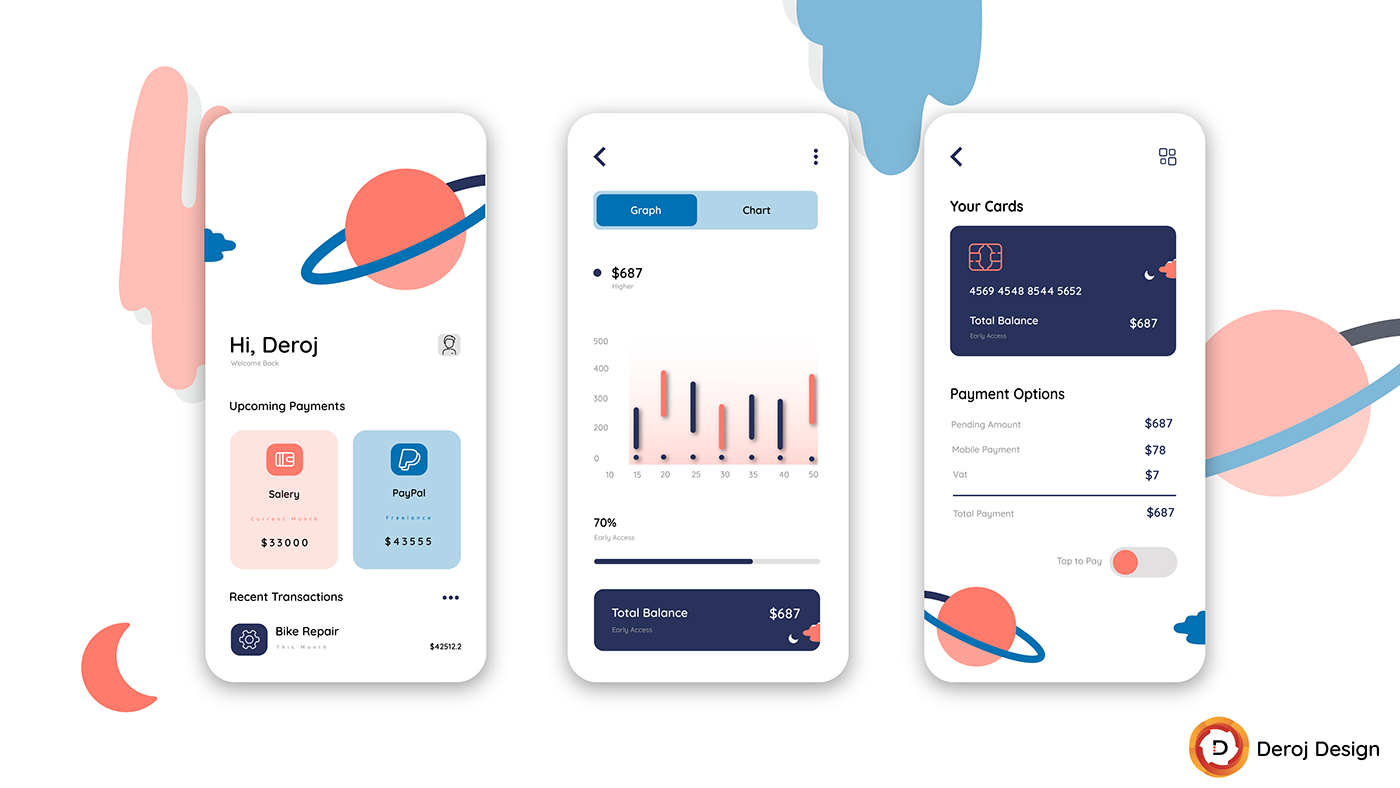 Hi, Deroj
Welcome Back
Upcoming Payments
Salery
Current Month
$33000
PayPal
Freelance
$43555
Recent Transactions
Bike Repair
This Month
$42512.2
Graph
Chart
$687
Higher
500
400
300
200
0
10 15 20 25 30 35 40 50
70%
Early Access
Total Balance $687
Early Access
Your Cards
4569 4548 8544 5652
Total Balance $687
Early Access
Payment Options
Pending Amount $687
Mobile Payment $78
Vat $7
Total Payment $687
Tap to Pay
D
Deroj Design